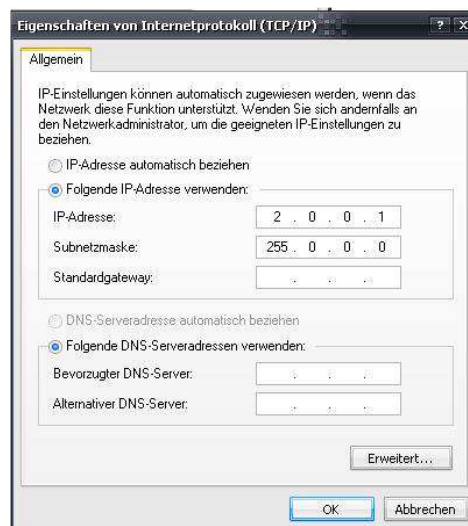 Eigenschaften von Internetprotokoll (TCP/IP)
Allgemein
IP-Einstellungen können automatisch zugewiesen werden, wenn das
Netzwerk diese Funktion unterstützt. Wenden Sie sich andernfalls an
den Netzwerkadministrator, um die geeigneten IP-Einstellungen zu
beziehen.
IP-Adresse automatisch beziehen
Folgende IP-Adresse verwenden:
IP-Adresse: 2 . 0 . 0 . 1
Subnetzmaske: 255 . 0 . 0 . 0
Standardgateway: . . .
DNS-Serveradresse automatisch beziehen
Folgende DNS-Serveradressen verwenden:
Bevorzugter DNS-Server: . . .
Alternativer DNS-Server: . . .
Erweitert...
OK Abbrechen